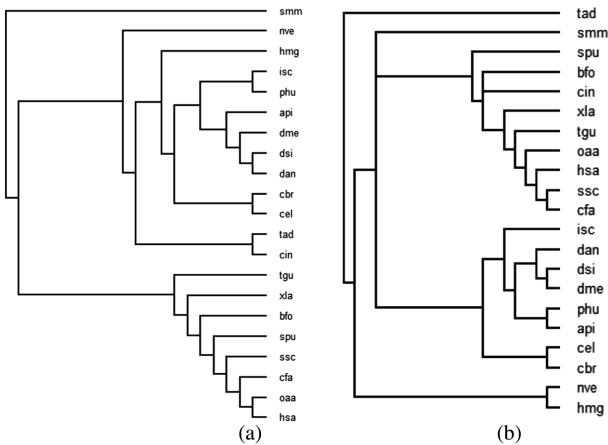 smm
nve
hmg
isc
phu
api
dme
dsi
dan
cbr
cel
tad
cin
tgu
xla
bfo
spu
ssc
cfa
oaa
hsa
(a)
tad
smm
spu
bfo
cin
xla
tgu
oaa
hsa
ssc
cfa
isc
dan
dsi
dme
phu
api
cel
cbr
nve
hmg
(b)